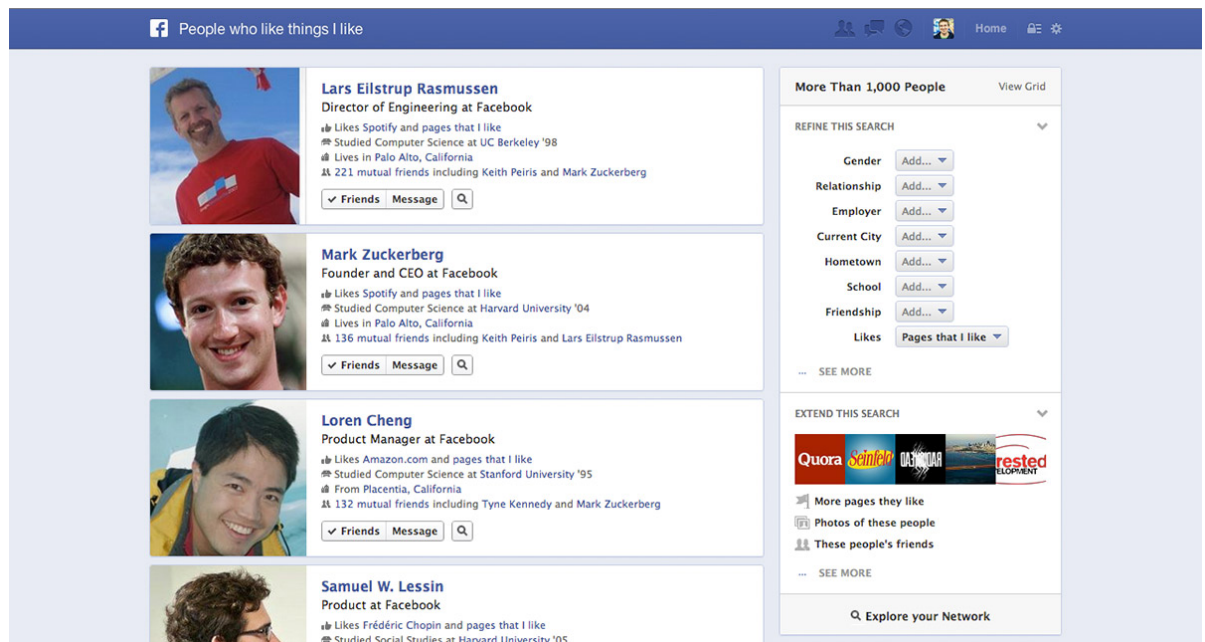 f People who like things I like
Home
Lars Eilstrup Rasmussen
Director of Engineering at Facebook
Likes Spotify and pages that I like
Studied Computer Science at UC Berkeley '98
Lives in Palo Alto, California
221 mutual friends including Keith Peiris and Mark Zuckerberg
✓ Friends Message
Mark Zuckerberg
Founder and CEO at Facebook
Likes Spotify and pages that I like
Studied Computer Science at Harvard University '04
Lives in Palo Alto, California
136 mutual friends including Keith Peiris and Lars Eilstrup Rasmussen
✓ Friends Message
Loren Cheng
Product Manager at Facebook
Likes Amazon.com and pages that I like
Studied Computer Science at Stanford University '95
From Placentia, California
132 mutual friends including Tyne Kennedy and Mark Zuckerberg
✓ Friends Message
Samuel W. Lessin
Product at Facebook
Likes Frédéric Chopin and pages that I like
Studied Social Studies at Harvard University '05
More Than 1,000 People View Grid
REFINE THIS SEARCH
Gender Add...
Relationship Add...
Employer Add...
Current City Add...
Hometown Add...
School Add...
Friendship Add...
Likes Pages that I like
... SEE MORE
EXTEND THIS SEARCH
Quora Seinfeld rested
ELOPMENT
More pages they like
Photos of these people
These people's friends
... SEE MORE
Explore your Network